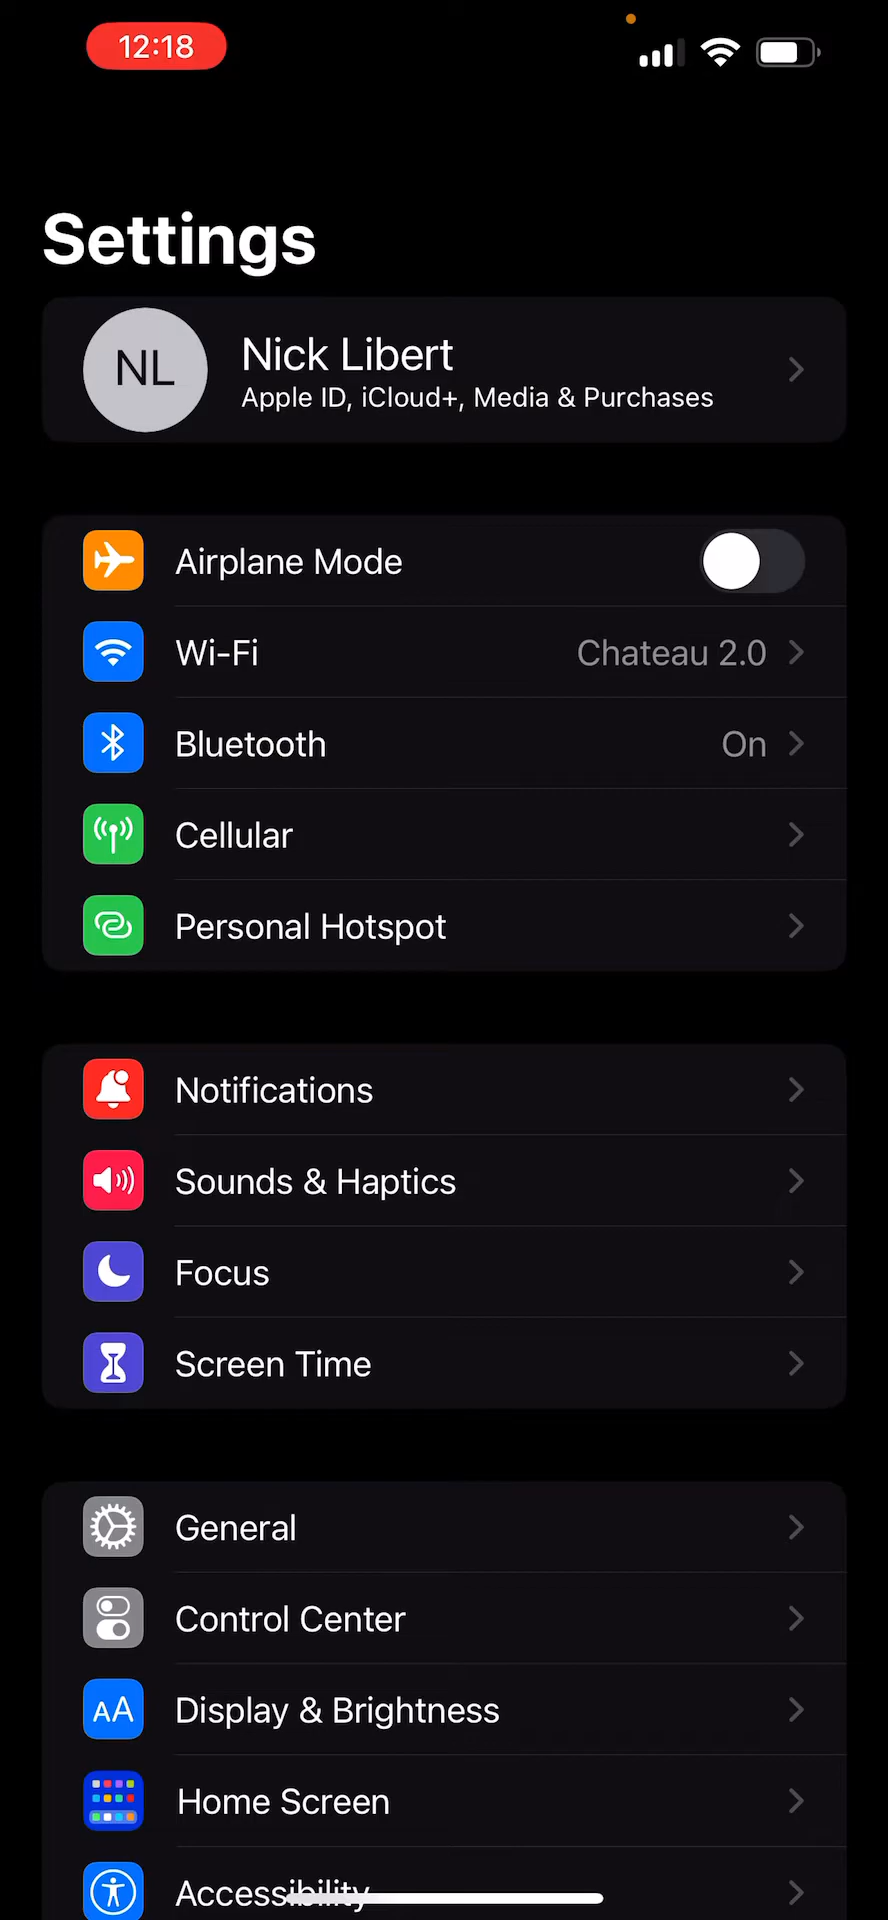 12:18
Settings
NL
Nick Libert
Apple ID, iCloud+, Media & Purchases
Airplane Mode
Wi-Fi Chateau 2.0
Bluetooth On
Cellular
Personal Hotspot
Notifications
Sounds & Haptics
Focus
Screen Time
General
Control Center
AA Display & Brightness
Home Screen
Accessibility